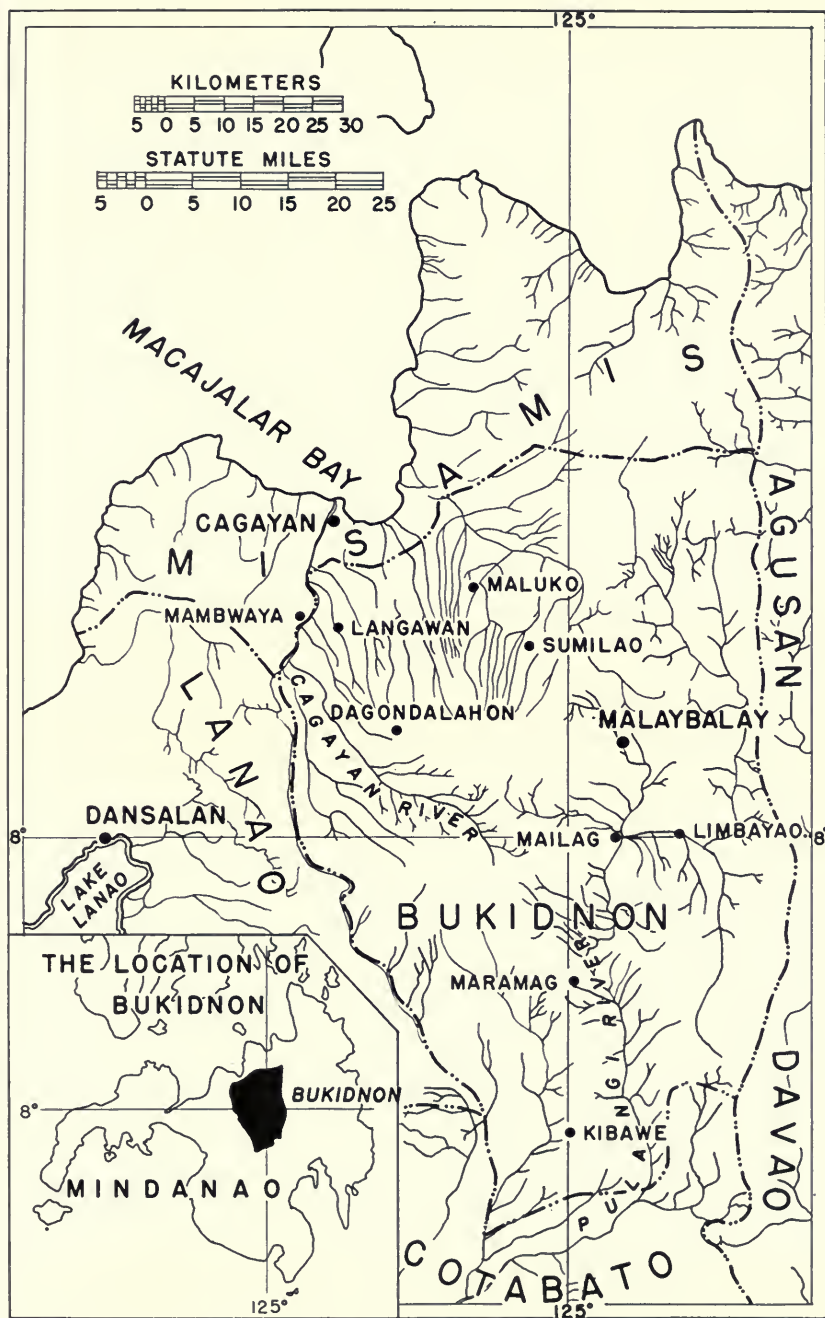 125°
KILOMETERS
5 0 5 10 15 20 25 30
STATUTE MILES
5 0 5 10 15 20 25
MACAJALAR BAY
MISAMIS
AGUSAN
CAGAYAN
MALUKO
MAMBWAYA
LANGAWAN
SUMILAO
LANAO
CAGAYAN RIVER
DAGONDALAHON
MALAYBALAY
DANSALAN
8°
MAILAG
LIMBAYAO
8°
LAKE
LANAO
BUKIDNON
MARAMAG
PULANGI RIVER
KIBAWE
DAVAO
COTABATO
125°
THE LOCATION OF
BUKIDNON
BUKIDNON
8°
MINDANAO
125°